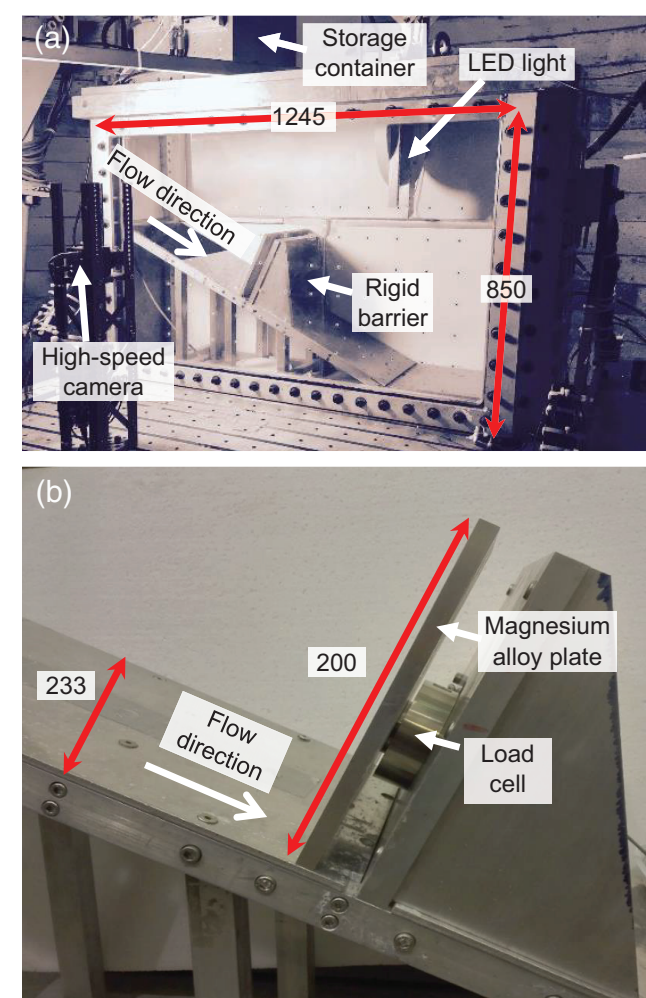 (a)
Storage
container
LED light
1245
Flow direction
Rigid
barrier
850
High-speed
camera
(b)
Magnesium
alloy plate
200
233
Flow
direction
Load
cell